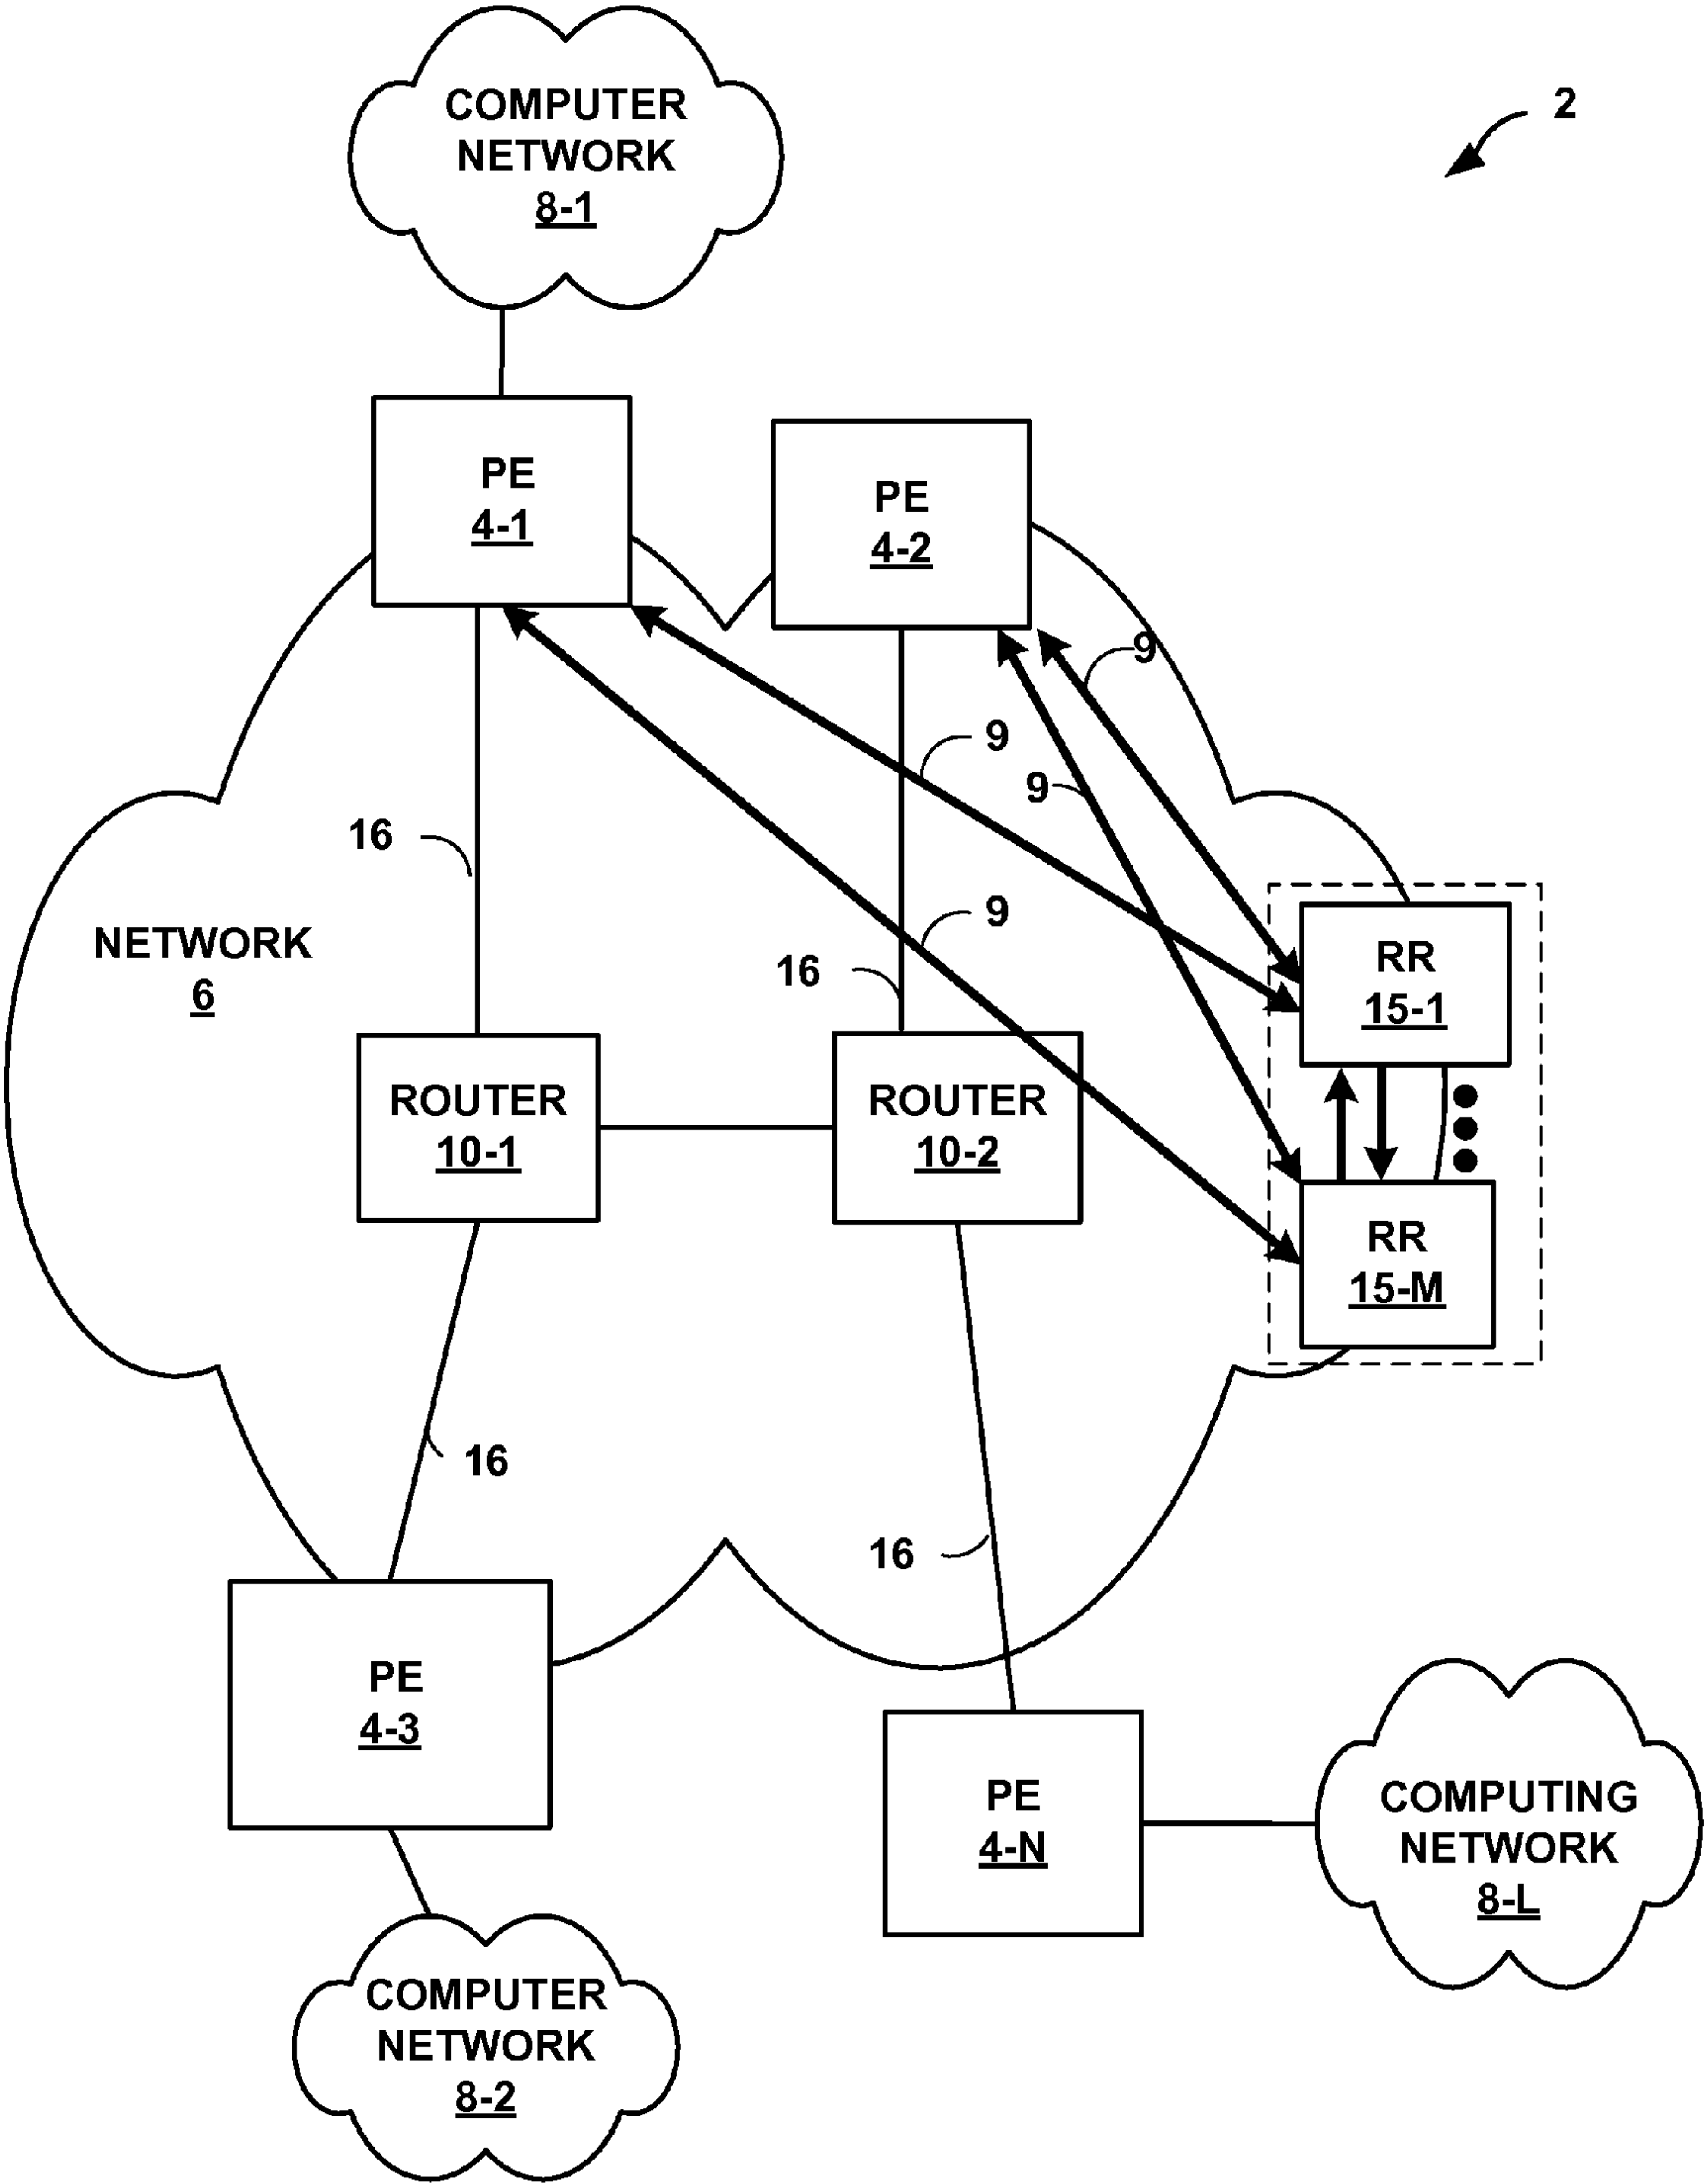 COMPUTER
NETWORK
8-1
2
PE
4-1
PE
4-2
9
9
9
16
9
NETWORK
6
16
RR
15-1
ROUTER
10-1
ROUTER
10-2
RR
15-M
16
16
PE
4-3
PE
4-N
COMPUTING
NETWORK
8-L
COMPUTER
NETWORK
8-2